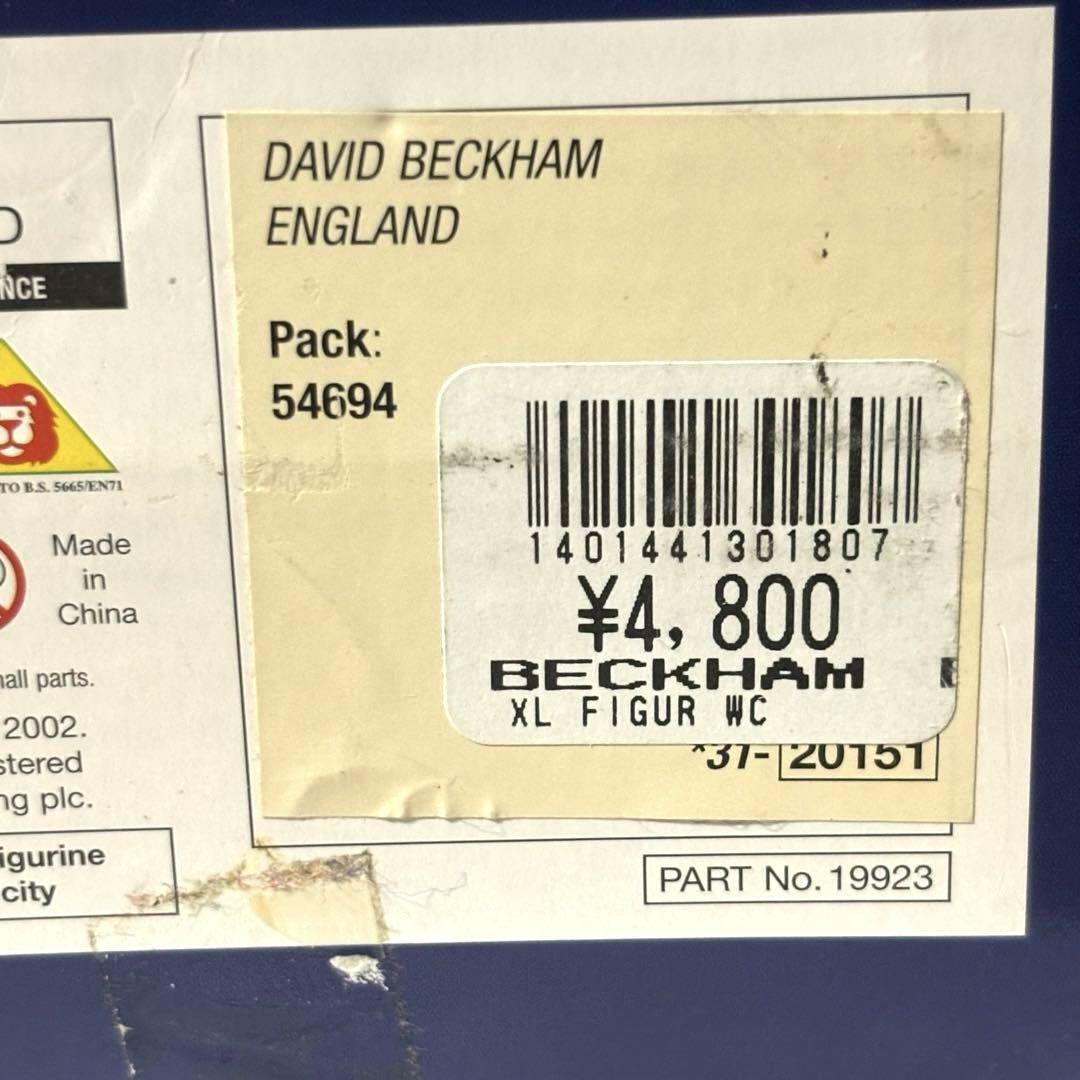 D
NCE
TO B.S. 5665/EN71
Made
in
China
all parts.
2002.
stered
ng plc.
igurine
city
DAVID BECKHAM
ENGLAND
Pack:
54694
1401441301807
¥4,800
BECKHAM
XL FIGUR WC
*37-20151
PART No. 19923